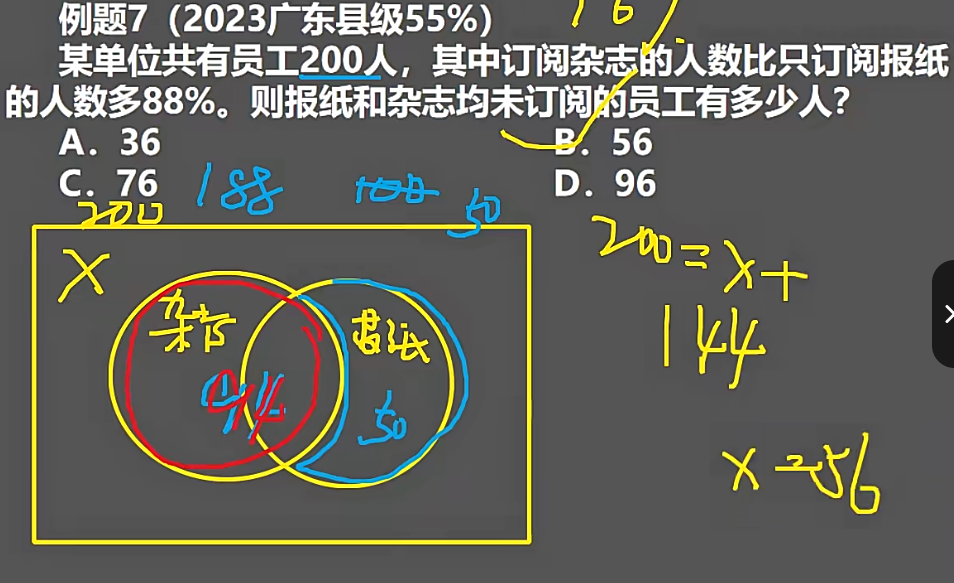 例题7（2023广东县级55%）
某单位共有员工200人，其中订阅杂志的人数比只订阅报纸
的人数多88%。则报纸和杂志均未订阅的员工有多少人？
A．36 B．56
C．76 D．96
200 188 100 50
x 200=x+
杂志 报纸 144
94 50
x=56